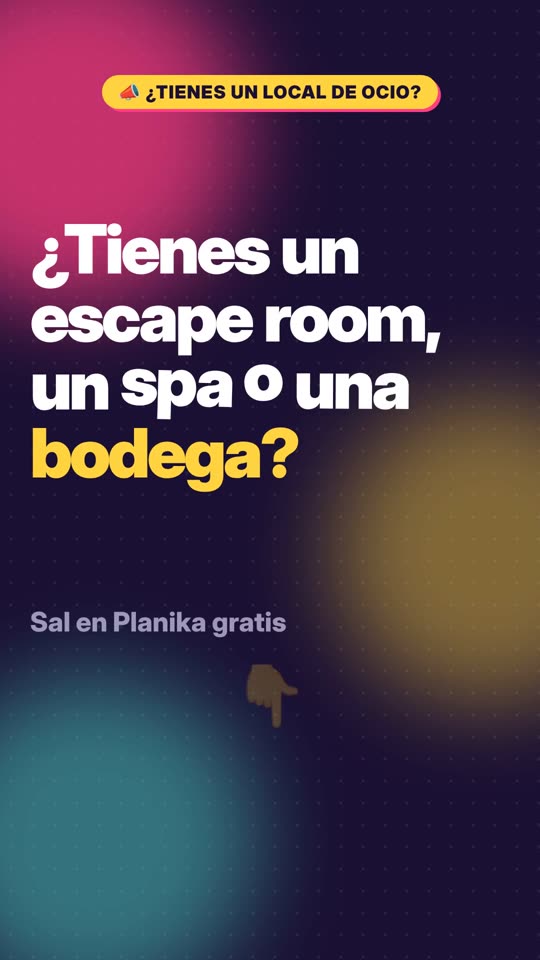 📣 ¿TIENES UN LOCAL DE OCIO?
¿Tienes un
escape room,
un spa o una
bodega?
Sal en Planika gratis